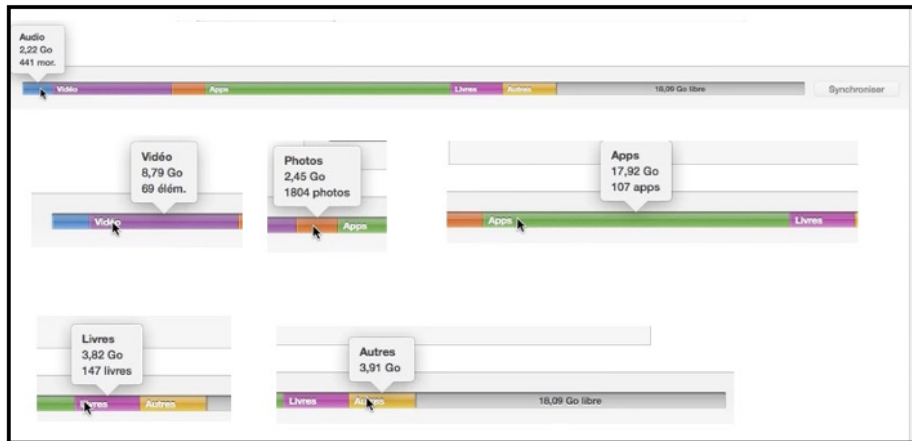 Audio
2,22 Go
441 mor.
Vidéo Apps Livres Autres 18,09 Go libre Synchroniser
Vidéo
8,79 Go
69 élém.
Vidéo
Photos
2,45 Go
1804 photos
Apps
Apps
17,92 Go
107 apps
Apps Livres
Livres
3,82 Go
147 livres
Livres Autres
Autres
3,91 Go
Livres Autres 18,09 Go libre